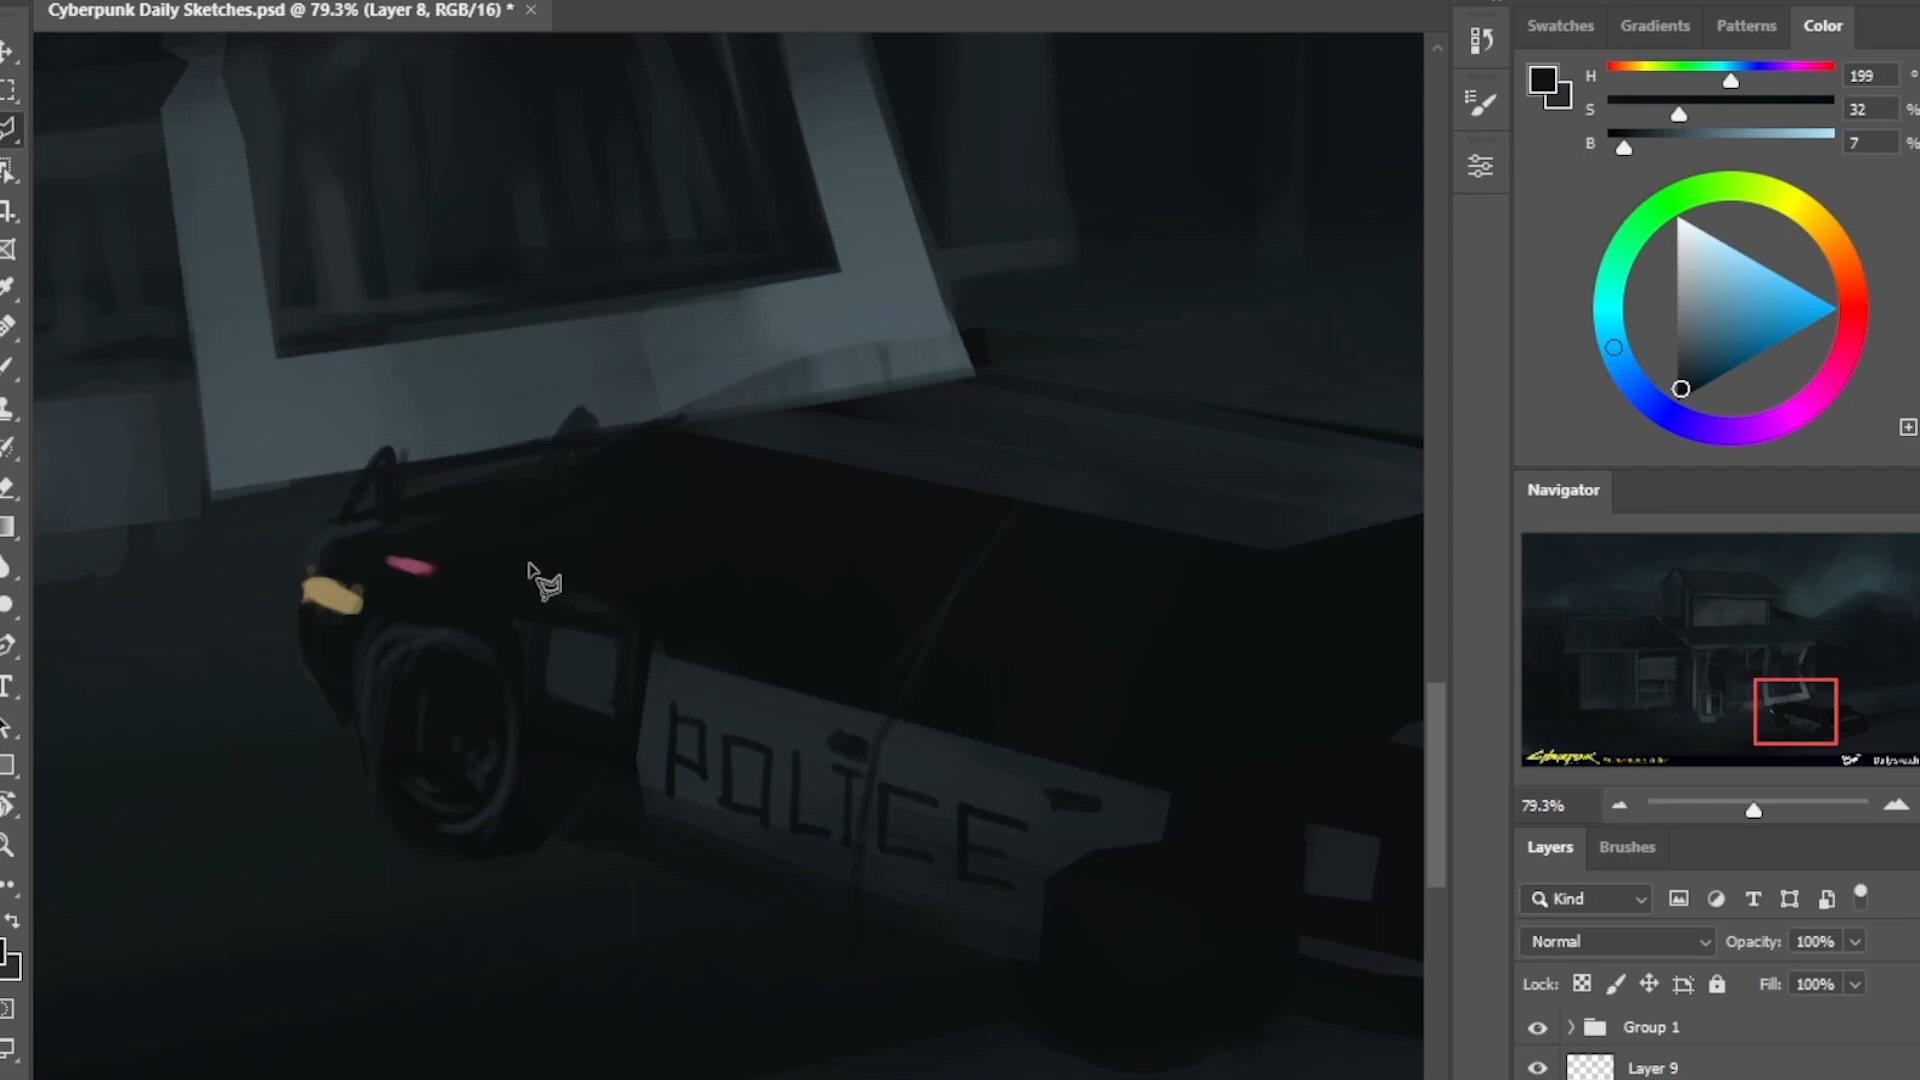 Cyberpunk Daily Sketches.psd @ 79.3% (Layer 8, RGB/16) *
Swatches Gradients Patterns Color
H 199 °
S 32 %
B 7 %
Navigator
POLICE
Cyberpunk
79.3%
Layers Brushes
Kind
Normal Opacity: 100%
Lock: Fill: 100%
Group 1
Layer 9